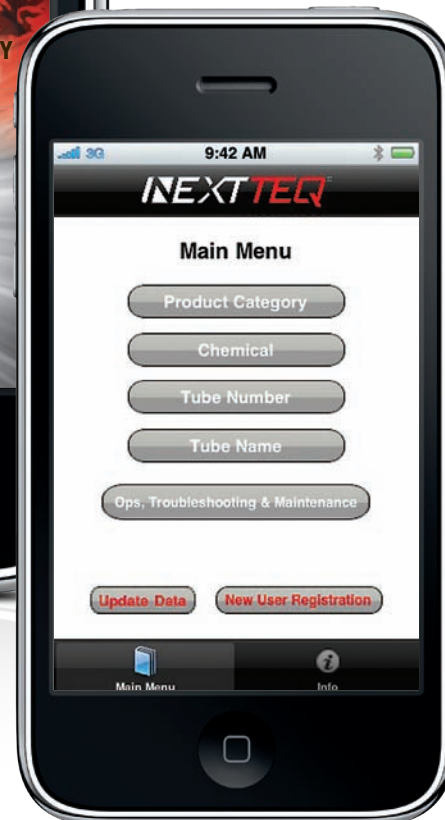 Y
3G 9:42 AM
NEXTTEQ
Main Menu
Product Category
Chemical
Tube Number
Tube Name
Ops, Troubleshooting & Maintenance
Update Data New User Registration
Main Menu Info